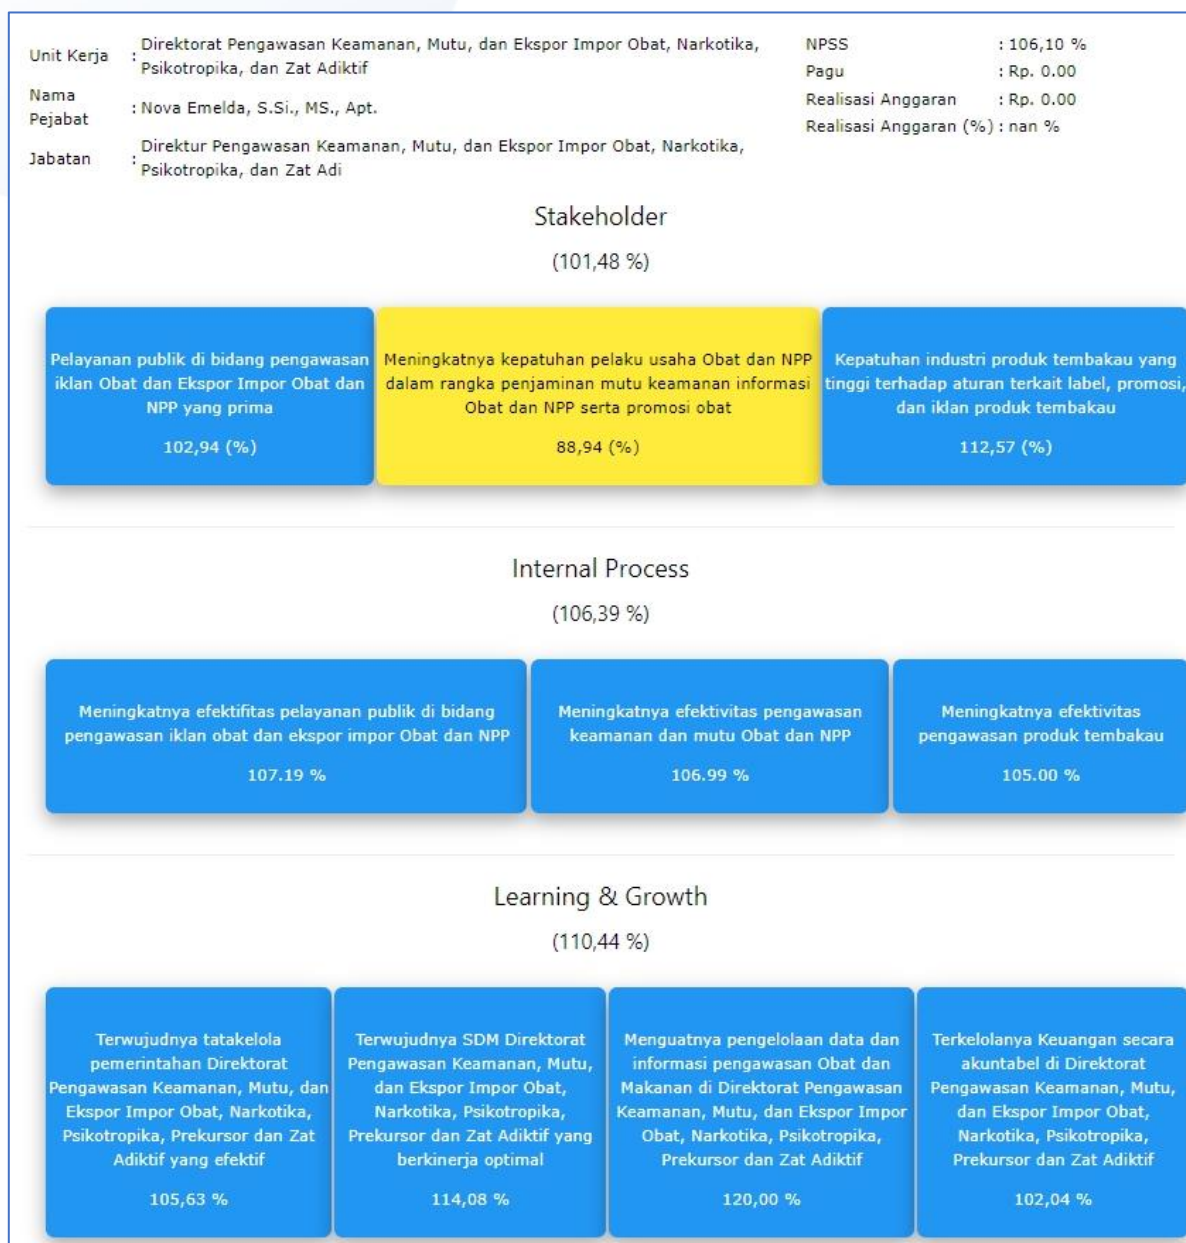 Unit Kerja : Direktorat Pengawasan Keamanan, Mutu, dan Ekspor Impor Obat, Narkotika,
Psikotropika, dan Zat Adiktif
Nama
Pejabat : Nova Emelda, S.Si., MS., Apt.
Jabatan : Direktur Pengawasan Keamanan, Mutu, dan Ekspor Impor Obat, Narkotika,
Psikotropika, dan Zat Adi
NPSS : 106,10 %
Pagu : Rp. 0.00
Realisasi Anggaran : Rp. 0.00
Realisasi Anggaran (%) : nan %
Stakeholder
(101,48 %)
Pelayanan publik di bidang pengawasan
iklan Obat dan Ekspor Impor Obat dan
NPP yang prima
102,94 (%)
Meningkatnya kepatuhan pelaku usaha Obat dan NPP
dalam rangka penjaminan mutu keamanan informasi
Obat dan NPP serta promosi obat
88,94 (%)
Kepatuhan industri produk tembakau yang
tinggi terhadap aturan terkait label, promosi,
dan iklan produk tembakau
112,57 (%)
Internal Process
(106,39 %)
Meningkatnya efektifitas pelayanan publik di bidang
pengawasan iklan obat dan ekspor impor Obat dan NPP
107.19 %
Meningkatnya efektivitas pengawasan
keamanan dan mutu Obat dan NPP
106.99 %
Meningkatnya efektivitas
pengawasan produk tembakau
105.00 %
Learning & Growth
(110,44 %)
Terwujudnya tatakelola
pemerintahan Direktorat
Pengawasan Keamanan, Mutu, dan
Ekspor Impor Obat, Narkotika,
Psikotropika, Prekursor dan Zat
Adiktif yang efektif
105,63 %
Terwujudnya SDM Direktorat
Pengawasan Keamanan, Mutu,
dan Ekspor Impor Obat,
Narkotika, Psikotropika,
Prekursor dan Zat Adiktif yang
berkinerja optimal
114,08 %
Menguatnya pengelolaan data dan
informasi pengawasan Obat dan
Makanan di Direktorat Pengawasan
Keamanan, Mutu, dan Ekspor Impor
Obat, Narkotika, Psikotropika,
Prekursor dan Zat Adiktif
120,00 %
Terkelolanya Keuangan secara
akuntabel di Direktorat
Pengawasan Keamanan, Mutu,
dan Ekspor Impor Obat,
Narkotika, Psikotropika,
Prekursor dan Zat Adiktif
102,04 %